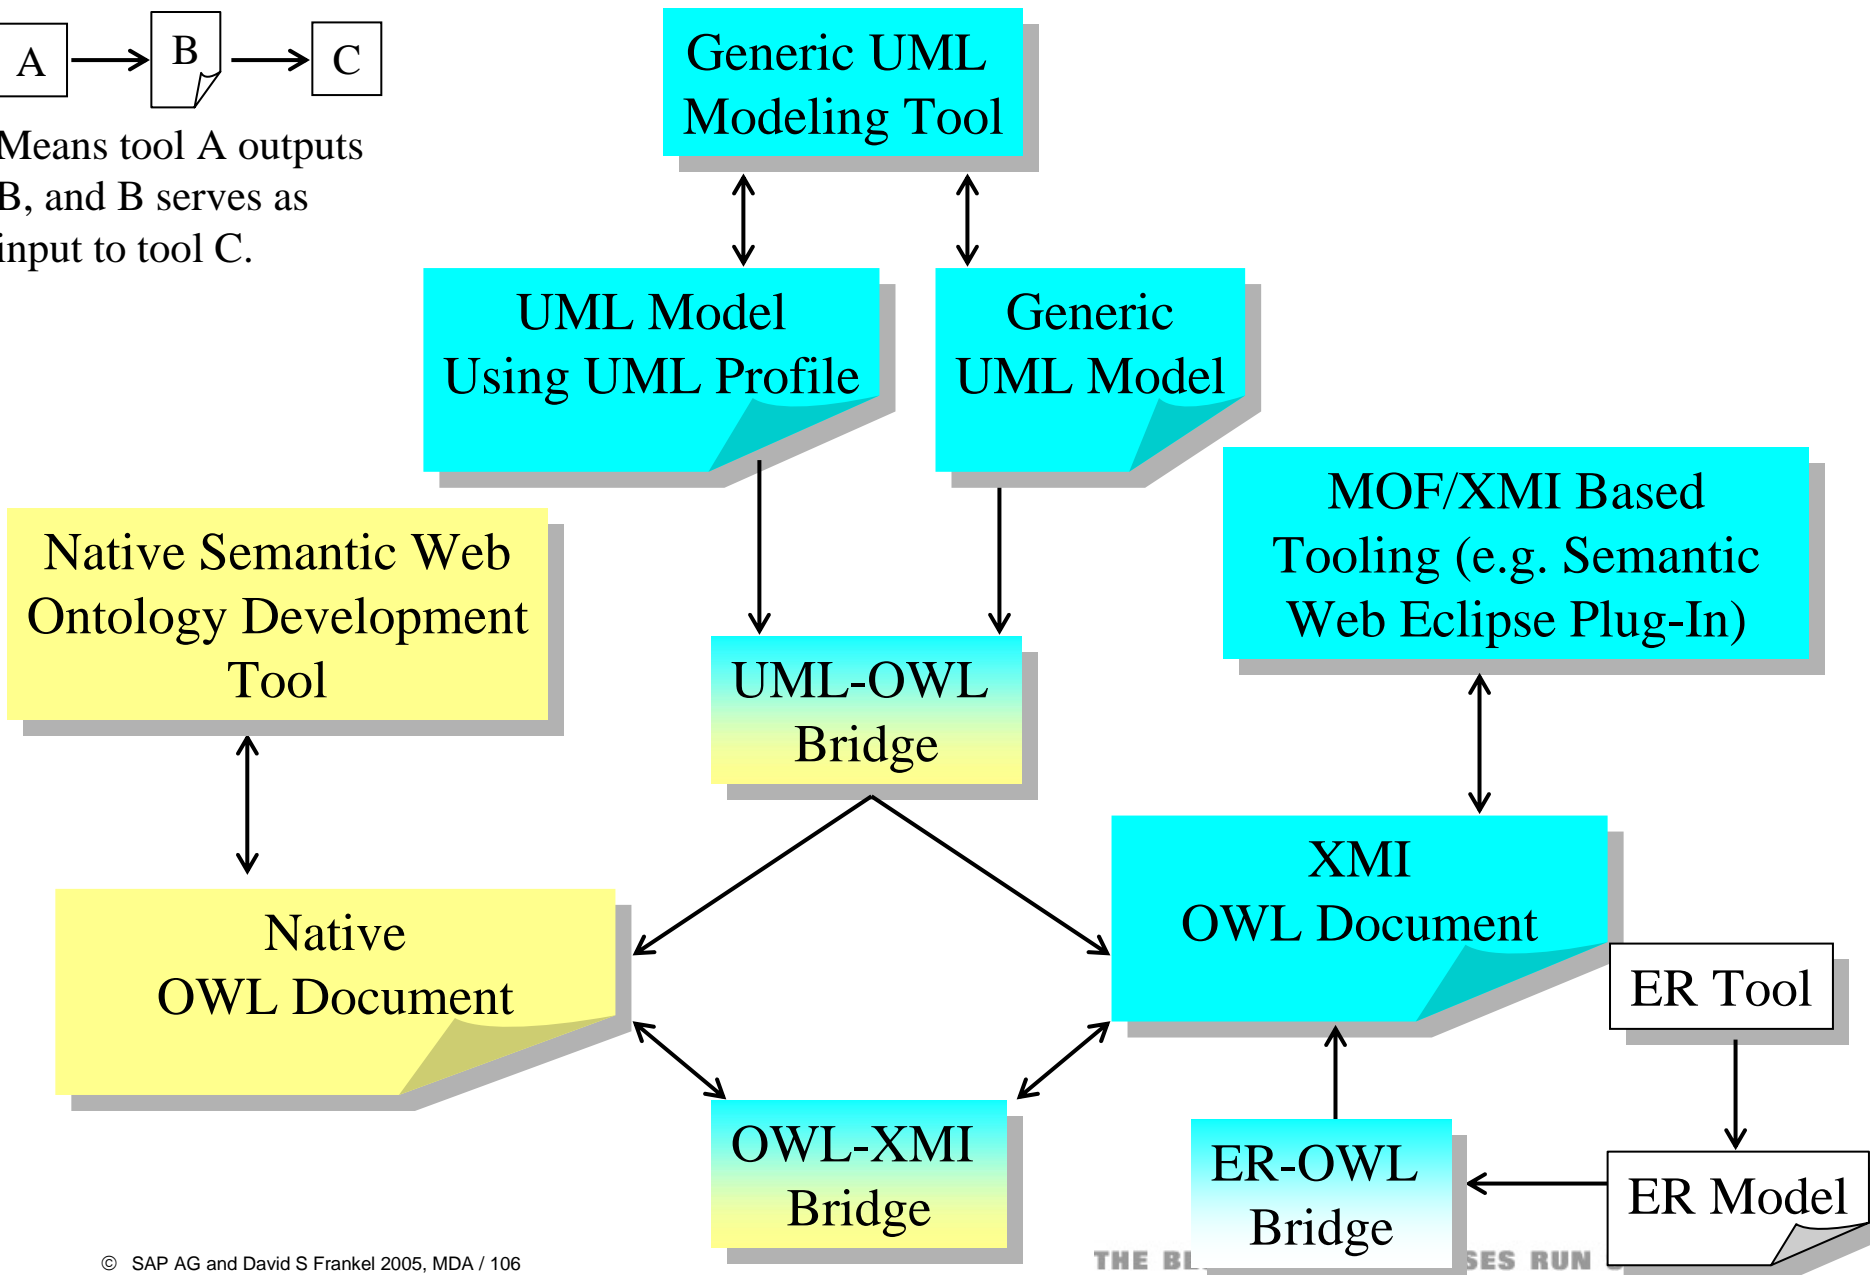 A
B
C
Means tool A outputs
B, and B serves as
input to tool C.
Generic UML
Modeling Tool
UML Model
Using UML Profile
Generic
UML Model
MOF/XMI Based
Tooling (e.g. Semantic
Web Eclipse Plug-In)
Native Semantic Web
Ontology Development
Tool
UML-OWL
Bridge
XMI
OWL Document
Native
OWL Document
ER Tool
OWL-XMI
Bridge
ER-OWL
Bridge
ER Model
© SAP AG and David S Frankel 2005, MDA / 106
THE
RUN